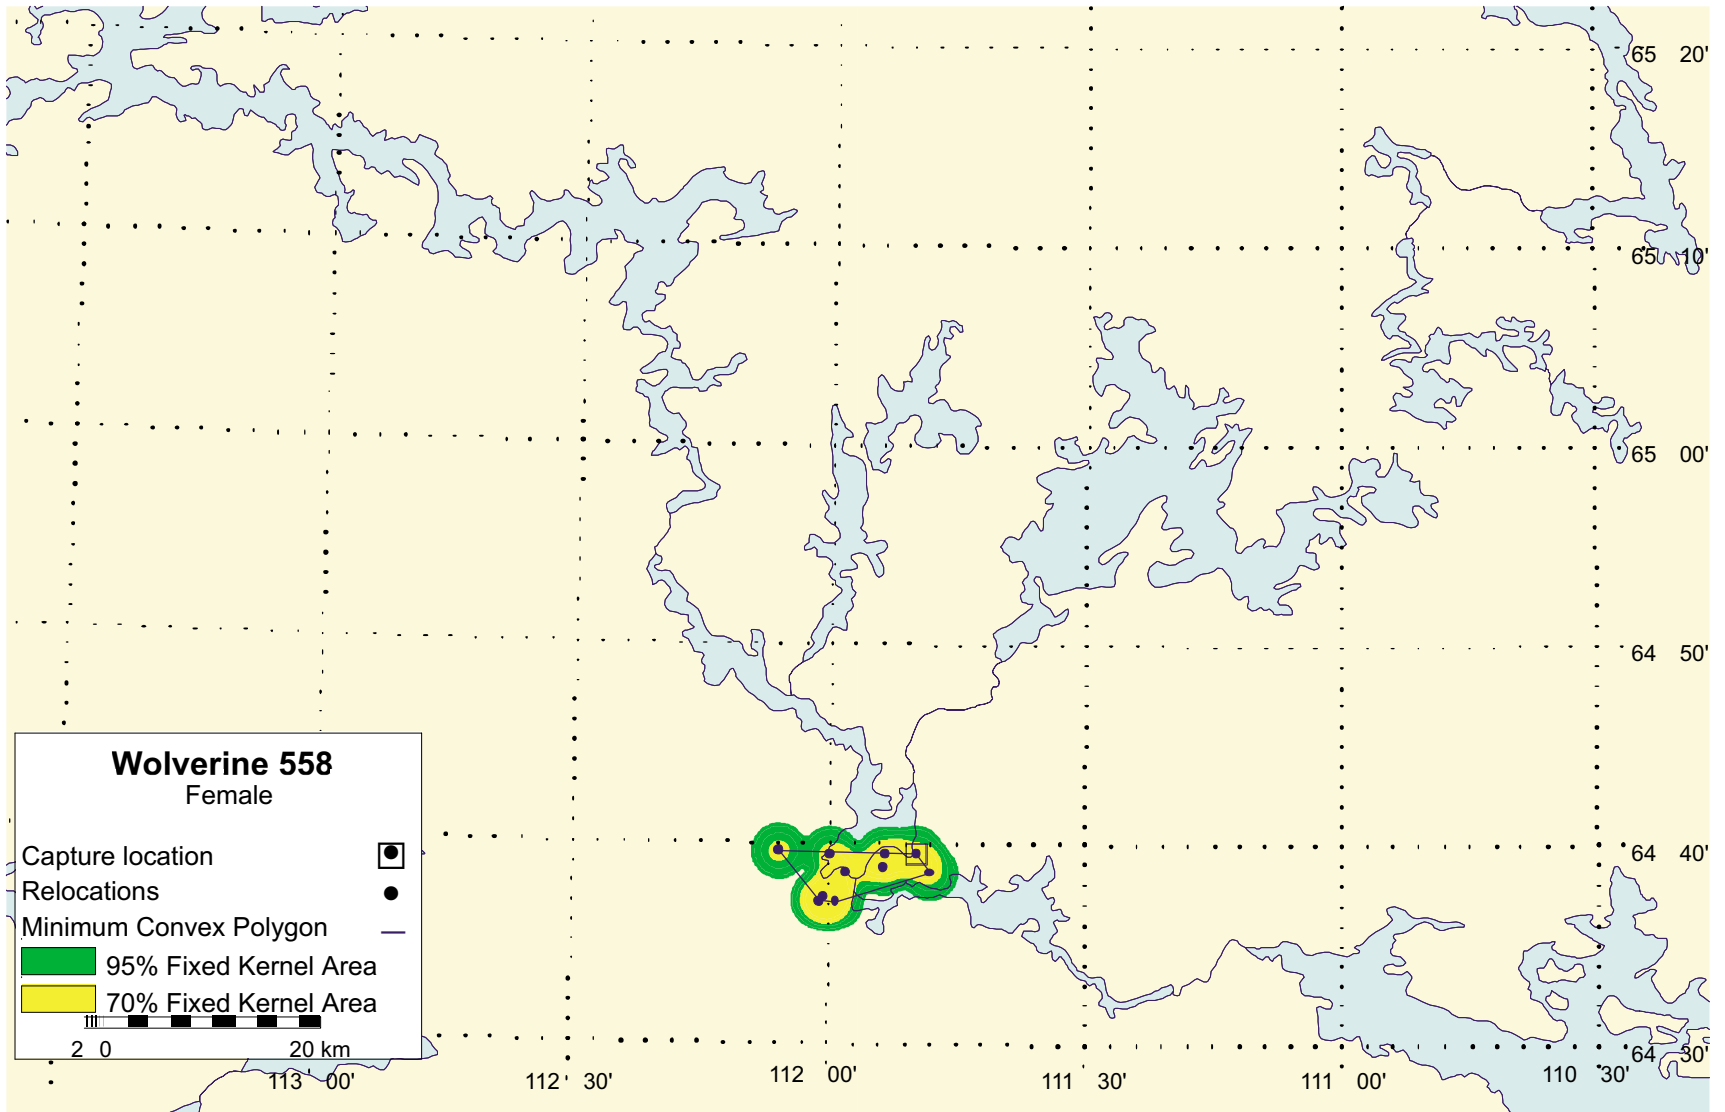 65 20'
65 10'
65 00'
64 50'
64 40'
64 30'
Wolverine 558
Female
Capture location
Relocations
Minimum Convex Polygon
95% Fixed Kernel Area
70% Fixed Kernel Area
2 0 20 km
113 00' 112 30' 112 00' 111 30' 111 00' 110 30'